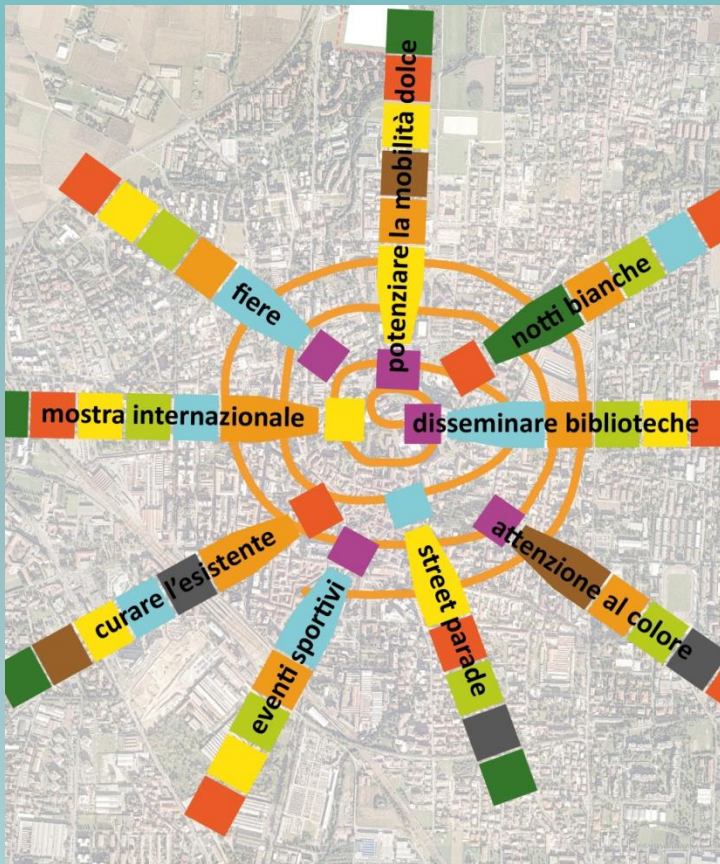 potenziare la mobilità dolce
fiere
notti bianche
mostra internazionale
disseminare biblioteche
curare l'esistente
attenzione al colore
eventi sportivi
street parade